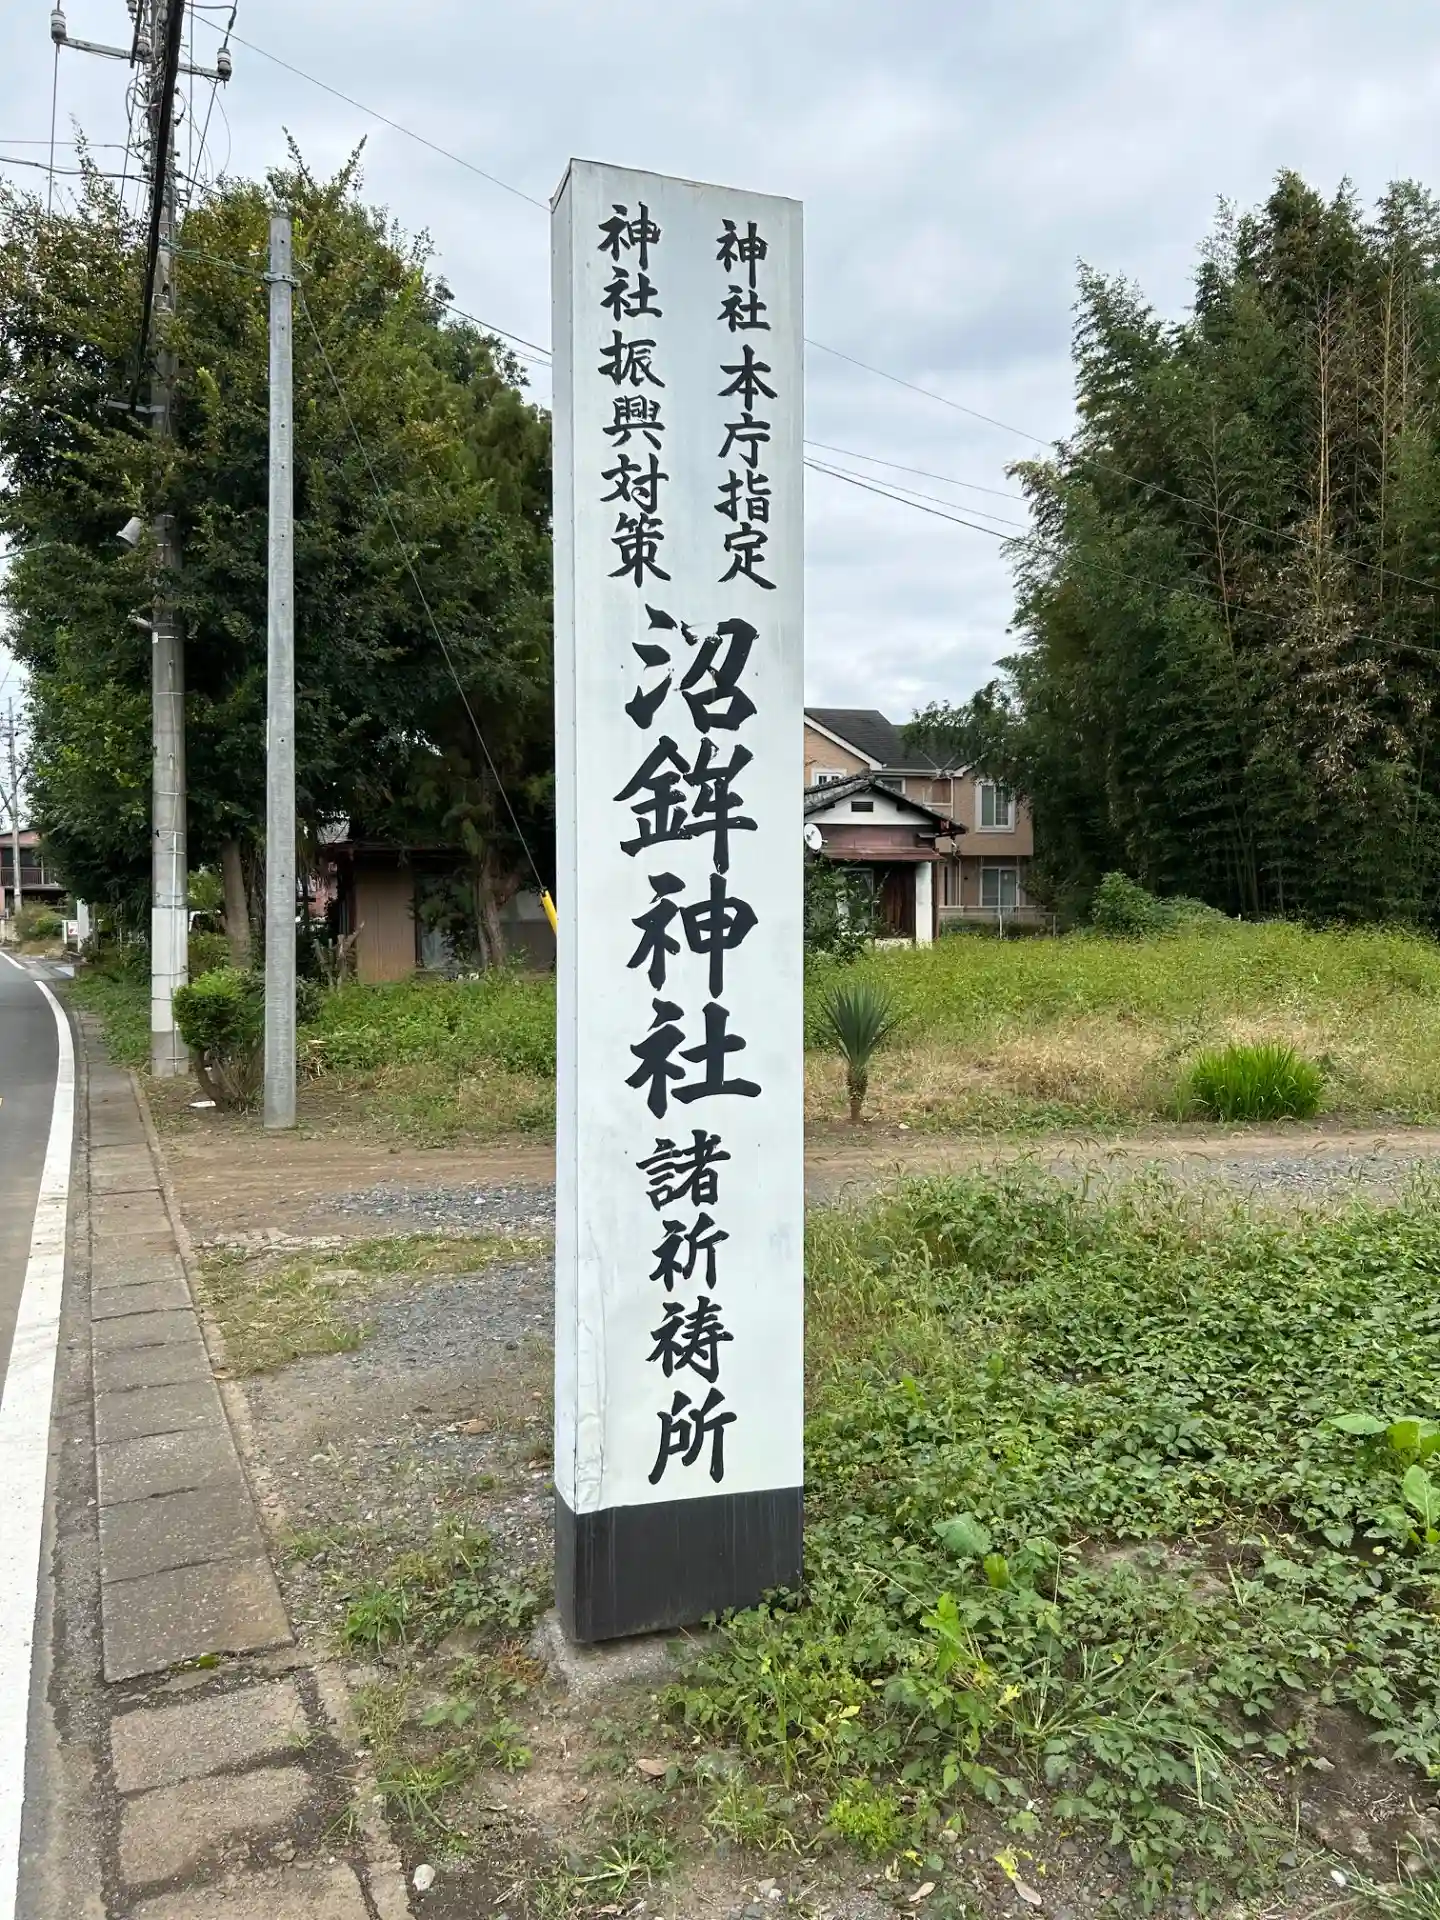 神社本庁指定
神社振興対策
沼鉾神社諸祈祷所